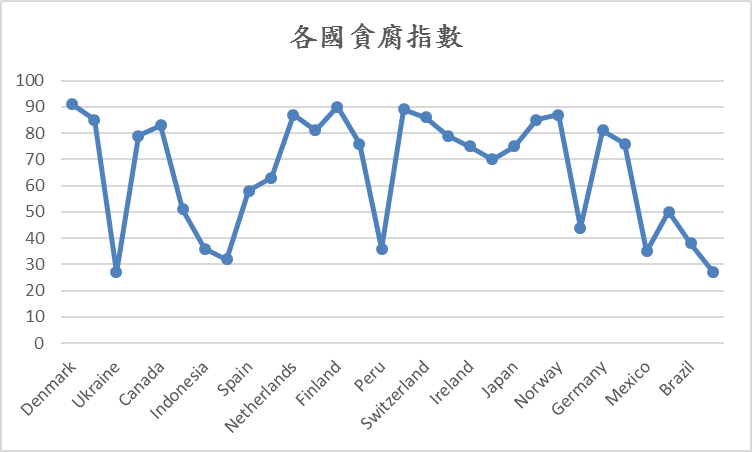 各國貪腐指數
100
90
80
70
60
50
40
30
20
10
0
Denmark
Ukraine
Canada
Indonesia
Spain
Netherlands
Finland
Peru
Switzerland
Ireland
Japan
Norway
Germany
Mexico
Brazil